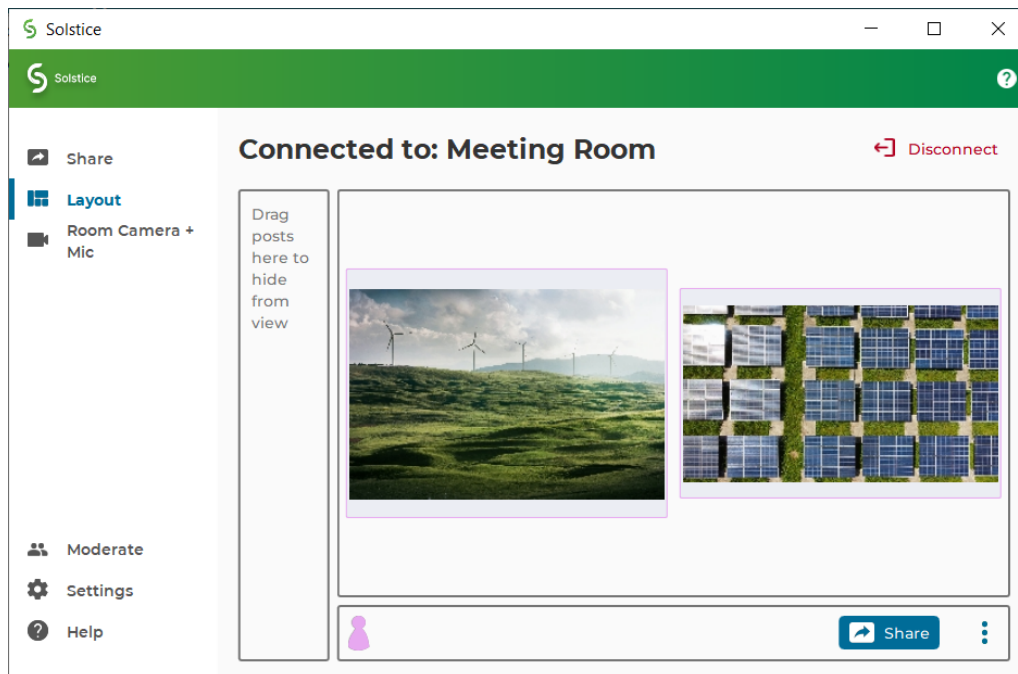 Solstice
Solstice
?
Share
Layout
Room Camera +
Mic
Moderate
Settings
? Help
Connected to: Meeting Room
Disconnect
Drag
posts
here to
hide
from
view
Share